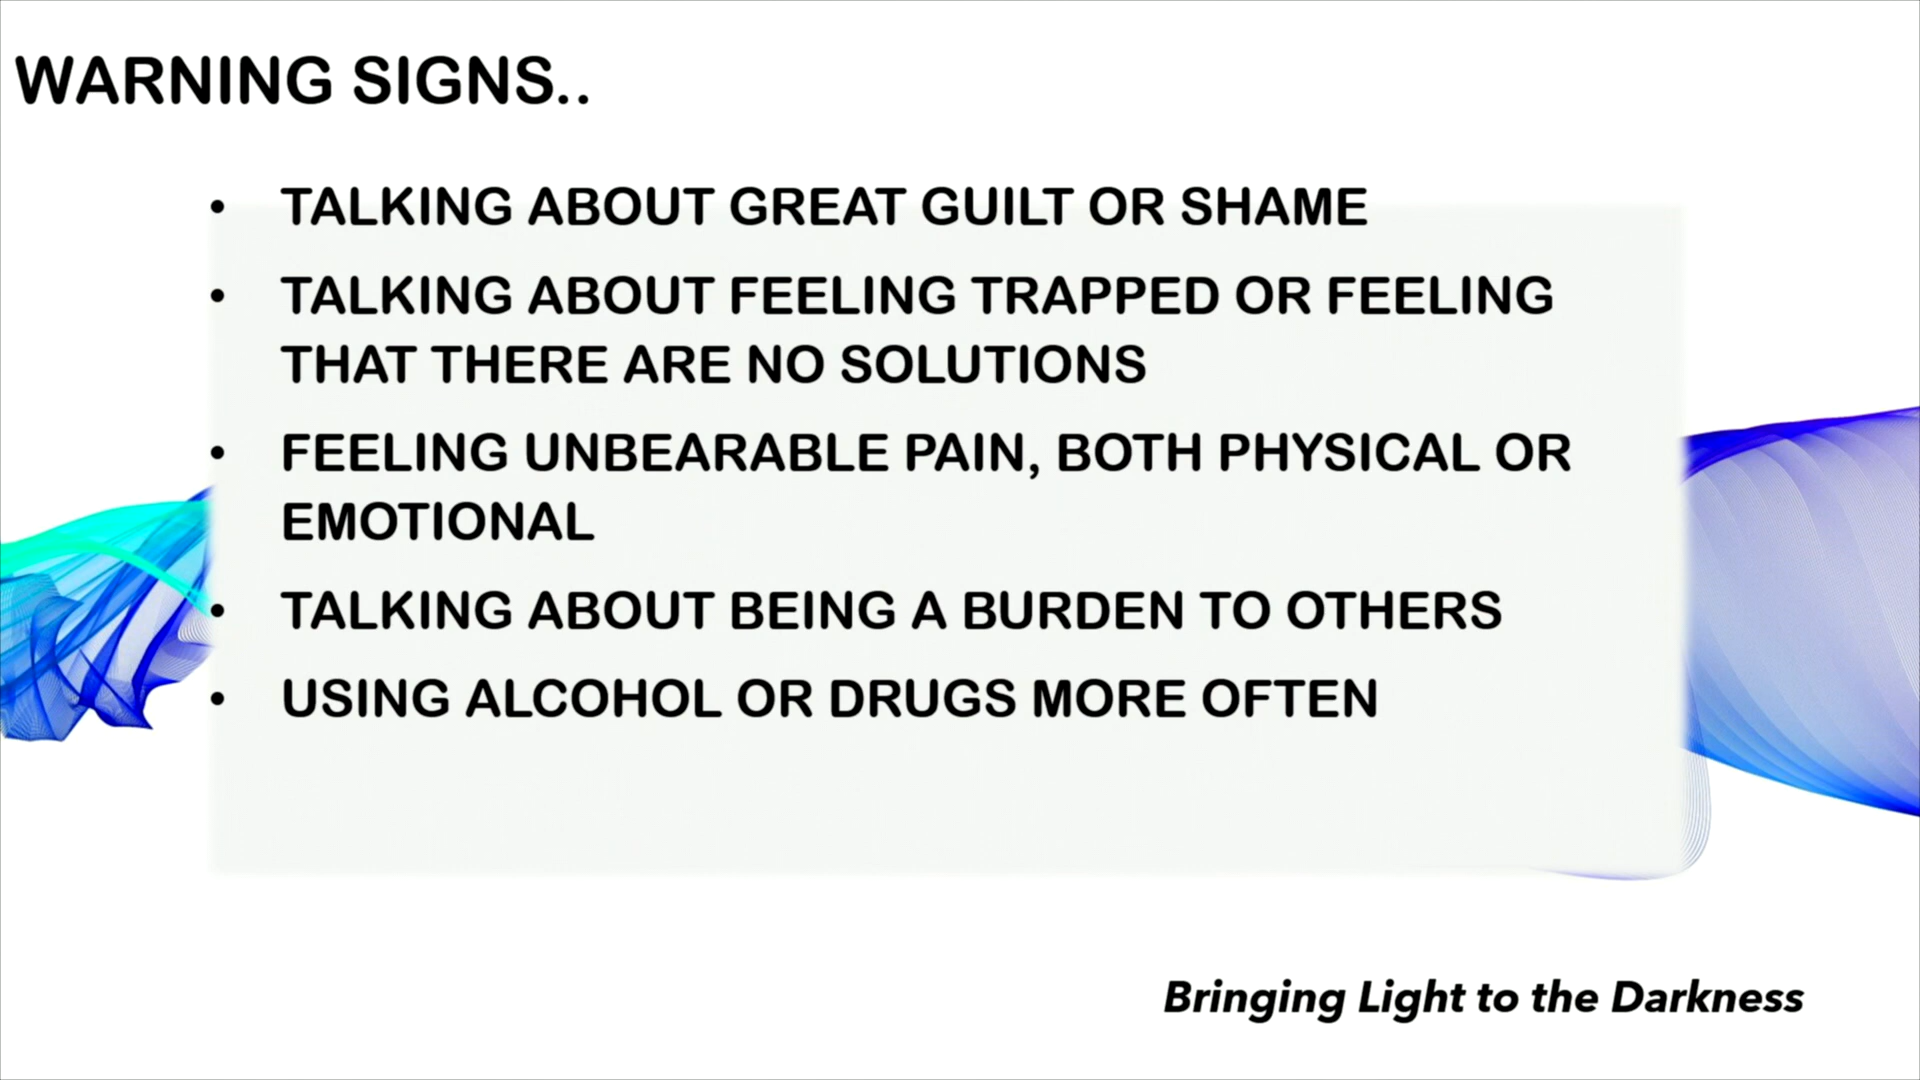 WARNING SIGNS..
• TALKING ABOUT GREAT GUILT OR SHAME
• TALKING ABOUT FEELING TRAPPED OR FEELING
THAT THERE ARE NO SOLUTIONS
• FEELING UNBEARABLE PAIN, BOTH PHYSICAL OR
EMOTIONAL
• TALKING ABOUT BEING A BURDEN TO OTHERS
• USING ALCOHOL OR DRUGS MORE OFTEN
Bringing Light to the Darkness